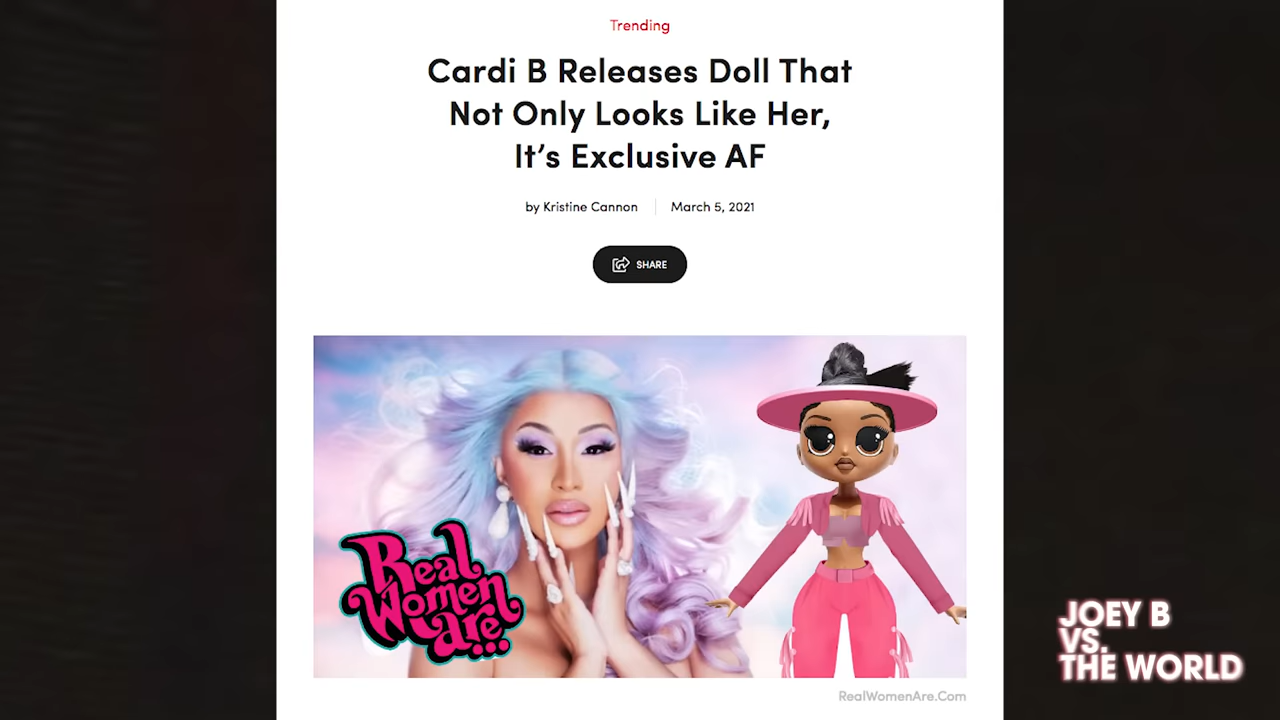 Trending
Cardi B Releases Doll That
Not Only Looks Like Her,
It’s Exclusive AF
by Kristine Cannon
March 5, 2021
SHARE
Real
Women
are...
RealWomenAre.Com
JOEY B
VS.
THE WORLD